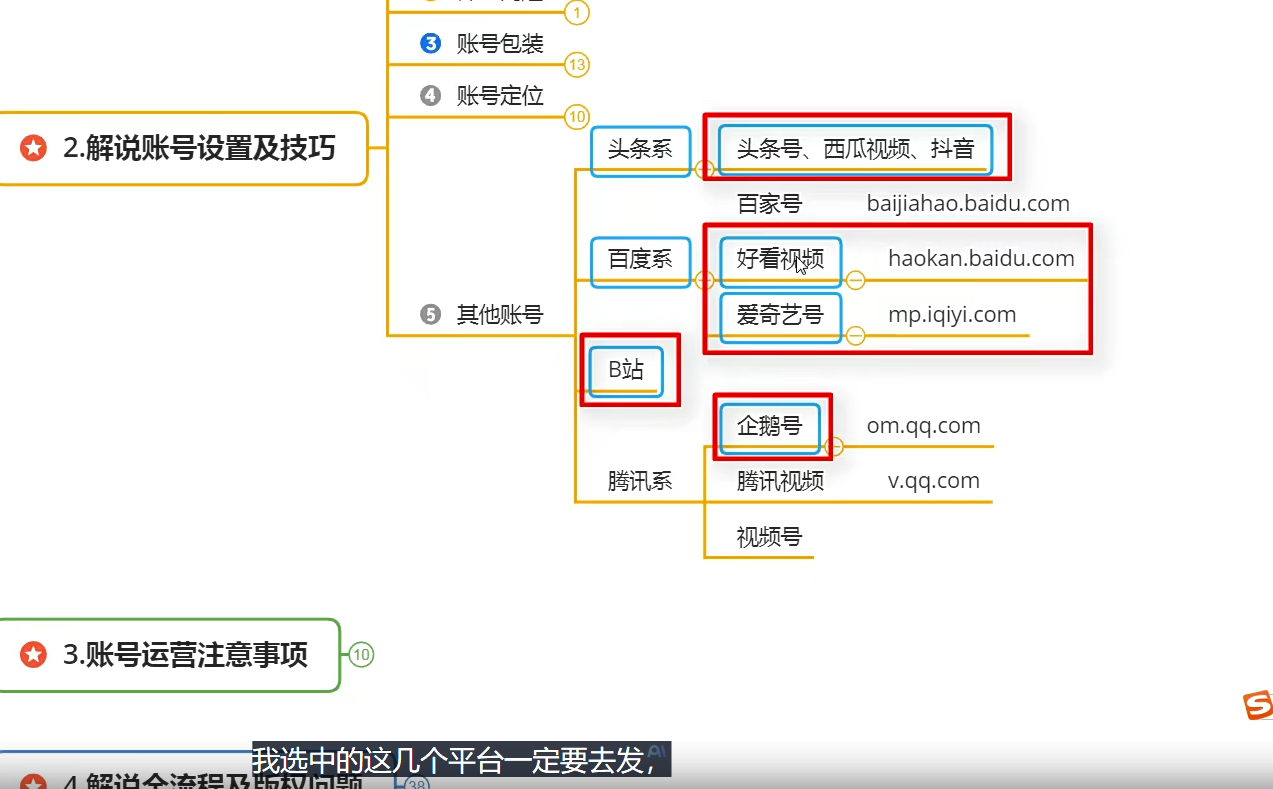 1
3 账号包装
13
4 账号定位
10
2.解说账号设置及技巧
头条系
头条号、西瓜视频、抖音
百家号 baijiahao.baidu.com
百度系
好看视频 haokan.baidu.com
5 其他账号
爱奇艺号 mp.iqiyi.com
B站
企鹅号 om.qq.com
腾讯系
腾讯视频 v.qq.com
视频号
3.账号运营注意事项
10
我选中的这几个平台一定要去发，
4.解说全流程及版权问题
38